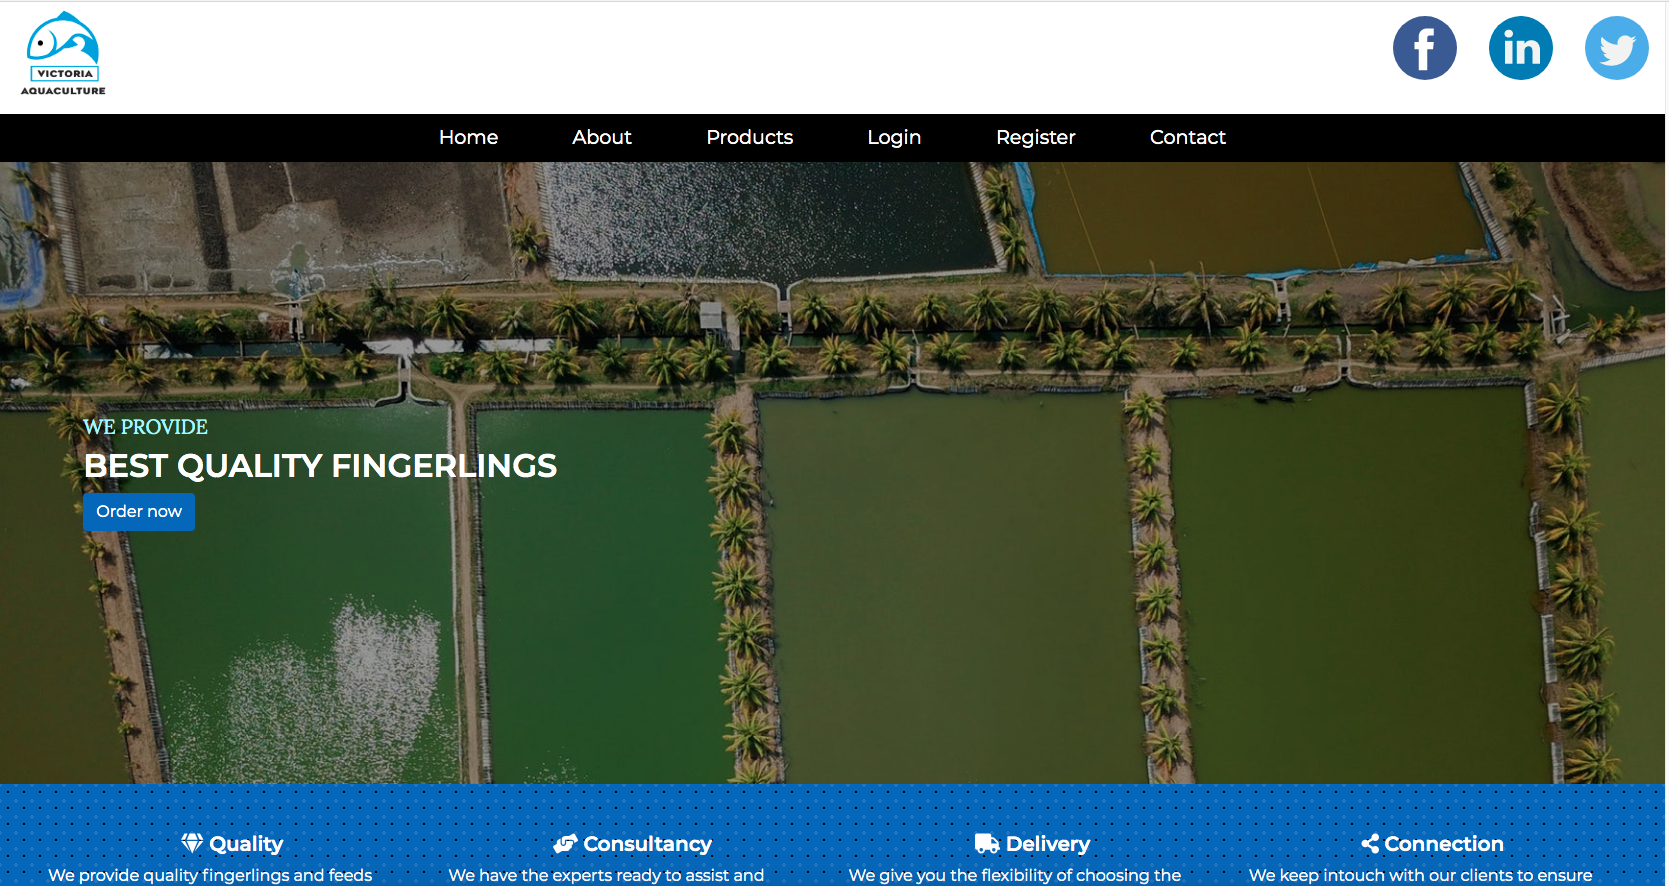 VICTORIA
AQUACULTURE
f
in
Home About Products Login Register Contact
WE PROVIDE
BEST QUALITY FINGERLINGS
Order now
Quality Consultancy Delivery Connection
We provide quality fingerlings and feeds We have the experts ready to assist and We give you the flexibility of choosing the We keep intouch with our clients to ensure